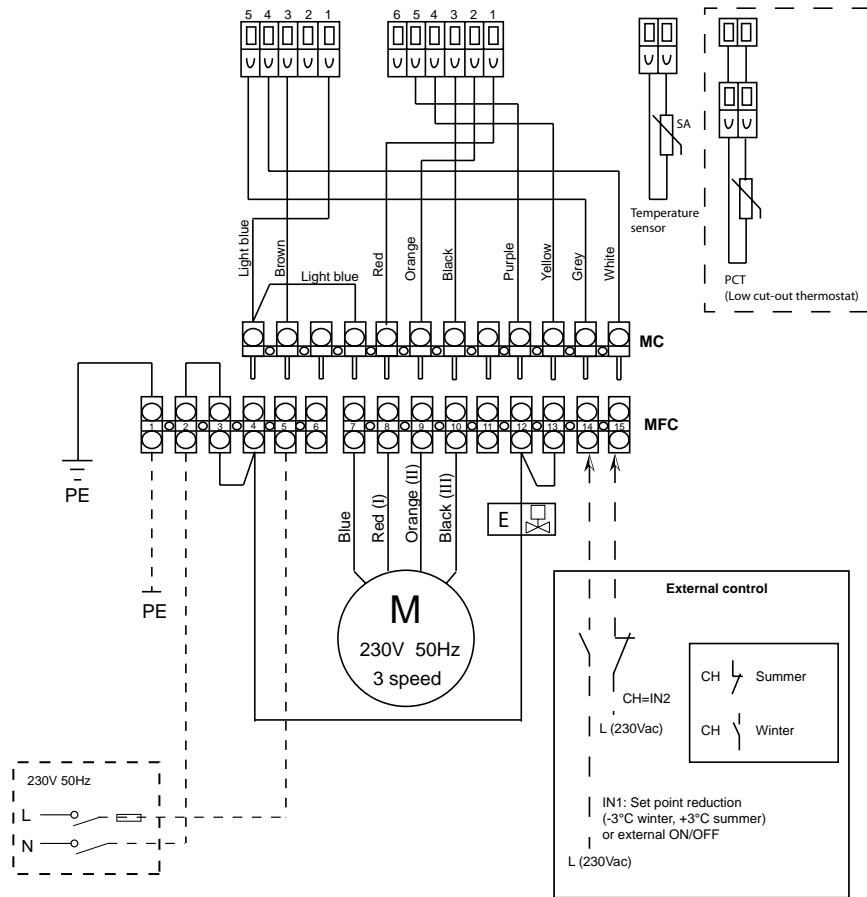 5 4 3 2 1
6 5 4 3 2 1
SA
Temperature
sensor
PCT
(Low cut-out thermostat)
Light blue
Brown
Light blue
Red
Orange
Black
Purple
Yellow
Grey
White
MC
1 2 3 4 5 6 7 8 9 10 11 12 13 14 15
MFC
PE
PE
Blue
Red (I)
Orange (II)
Black (III)
E
M
230V 50Hz
3 speed
External control
CH Summer
CH Winter
CH=IN2
L (230Vac)
IN1: Set point reduction
(-3°C winter, +3°C summer)
or external ON/OFF
L (230Vac)
230V 50Hz
L
N